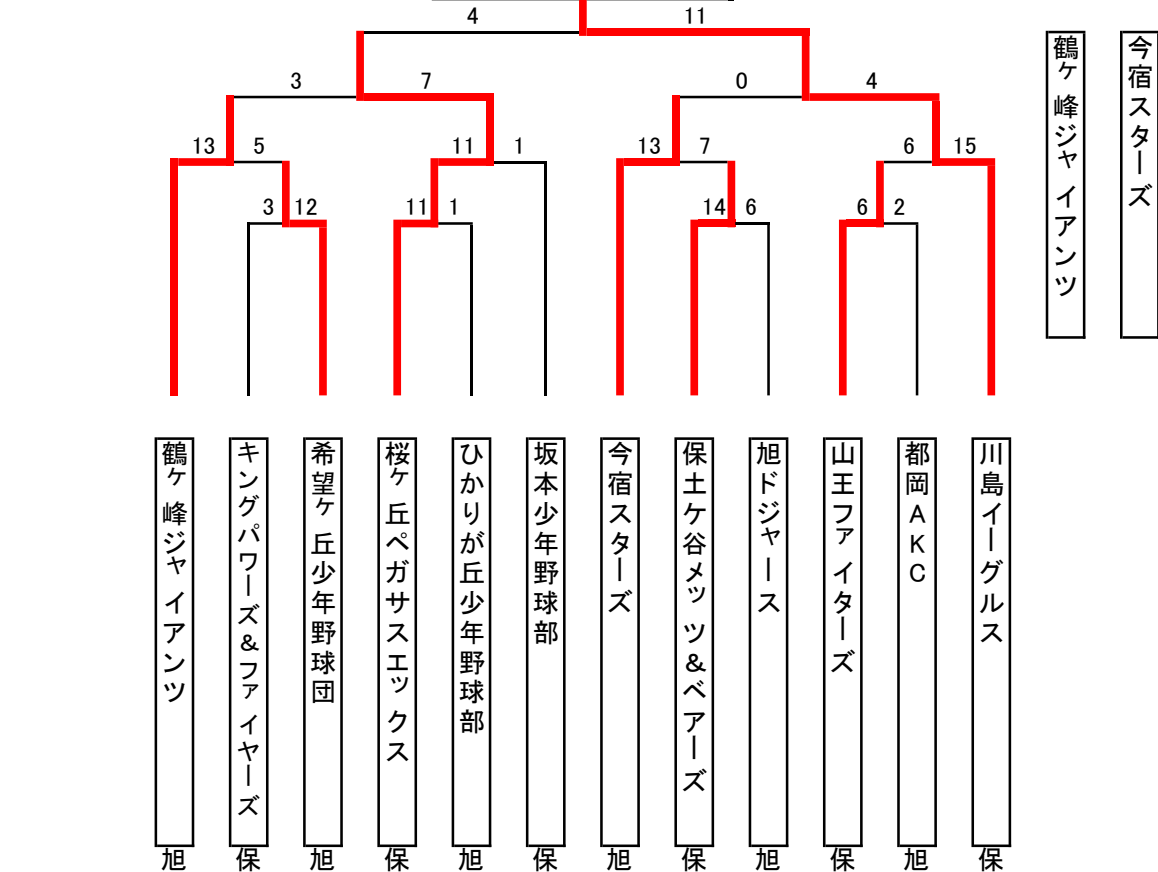 4 11
3 7 0 4
13 5 11 1 13 7 6 15
3 12 11 1 14 6 6 2
鶴ヶ峰ジャイアンツ
今宿スターズ
鶴ヶ峰ジャイアンツ
キングパワーズ&ファイヤーズ
希望ヶ丘少年野球団
桜ヶ丘ペガサスエックス
ひかりが丘少年野球部
坂本少年野球部
今宿スターズ
保土ケ谷メッツ&ベアーズ
旭ドジャース
山王ファイターズ
都岡AKC
川島イーグルス
旭 保 旭 保 旭 保 旭 保 旭 保 旭 保